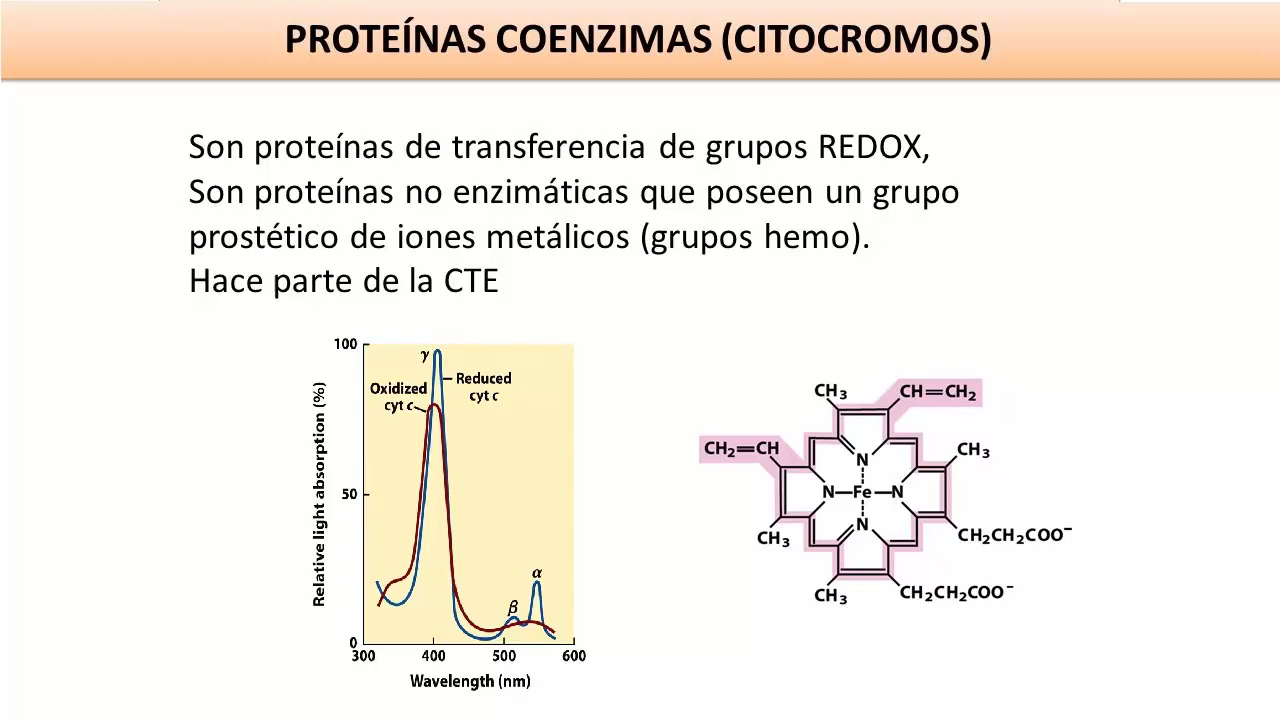 PROTEÍNAS COENZIMAS (CITOCROMOS)
Son proteínas de transferencia de grupos REDOX,
Son proteínas no enzimáticas que poseen un grupo
prostético de iones metálicos (grupos hemo).
Hace parte de la CTE
100
50
0
300
400
500
600
Relative light absorption (%)
Wavelength (nm)
γ
Oxidized
cyt c
Reduced
cyt c
β
α
CH₃
CH=CH₂
CH₂=CH
CH₃
N
N—Fe—N
N
CH₃
CH₂CH₂COO⁻
CH₃
CH₂CH₂COO⁻